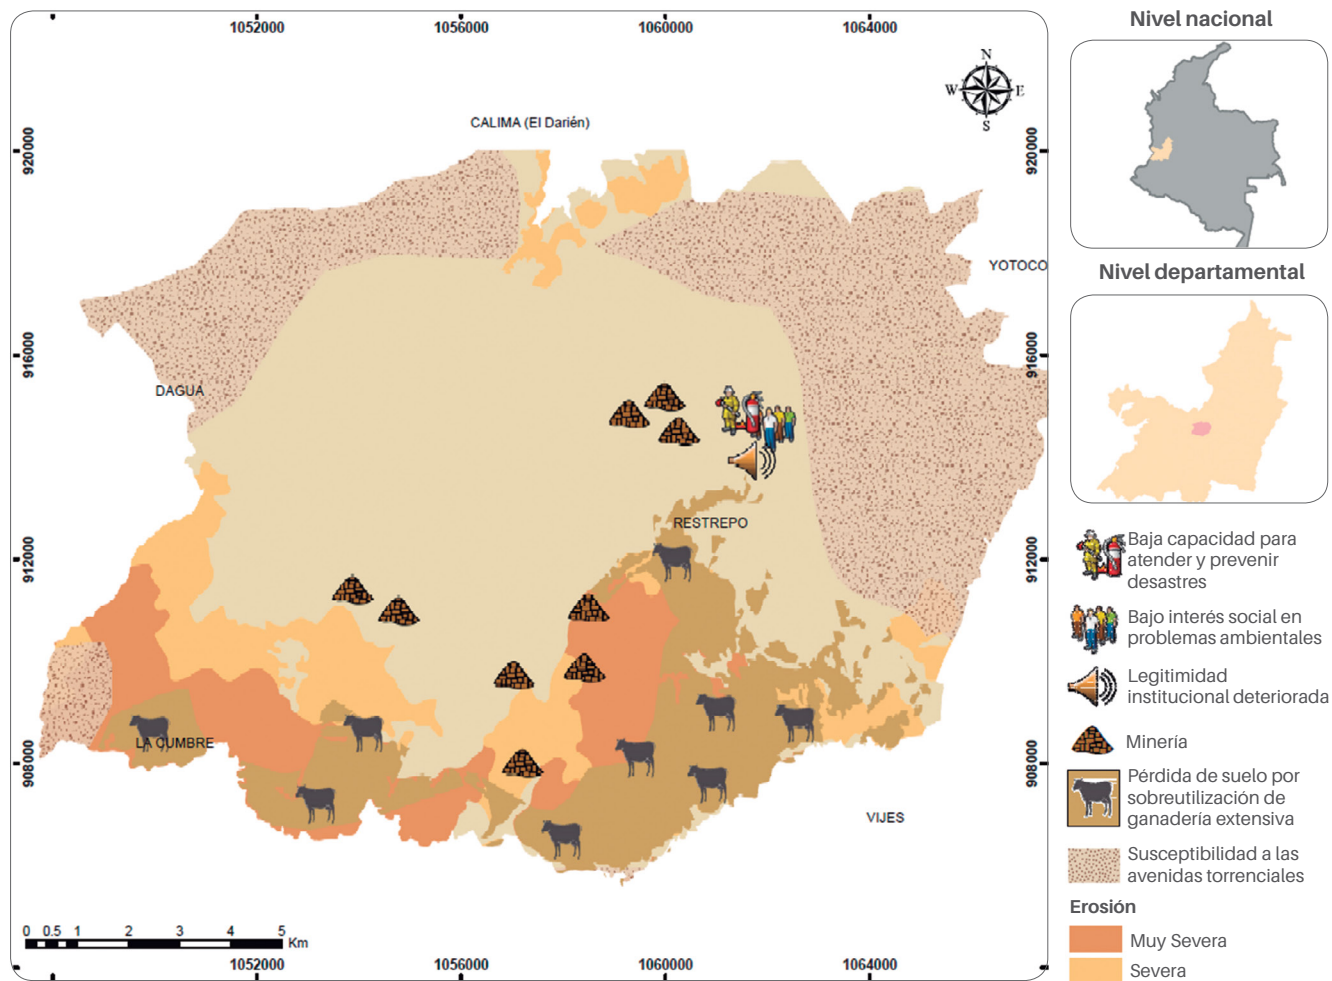 1052000 1056000 1060000 1064000
N
W E
S
CALIMA (El Darién)
920000 920000
YOTOCO
916000 916000
DAGUA
RESTREPO
912000 912000
LA CUMBRE
908000 908000
VIJES
0 0.5 1 2 3 4 5
Km
1052000 1056000 1060000 1064000
Nivel nacional
Nivel departamental
Baja capacidad para
atender y prevenir
desastres
Bajo interés social en
problemas ambientales
Legitimidad
institucional deteriorada
Minería
Pérdida de suelo por
sobreutilización de
ganadería extensiva
Susceptibilidad a las
avenidas torrenciales
Erosión
Muy Severa
Severa